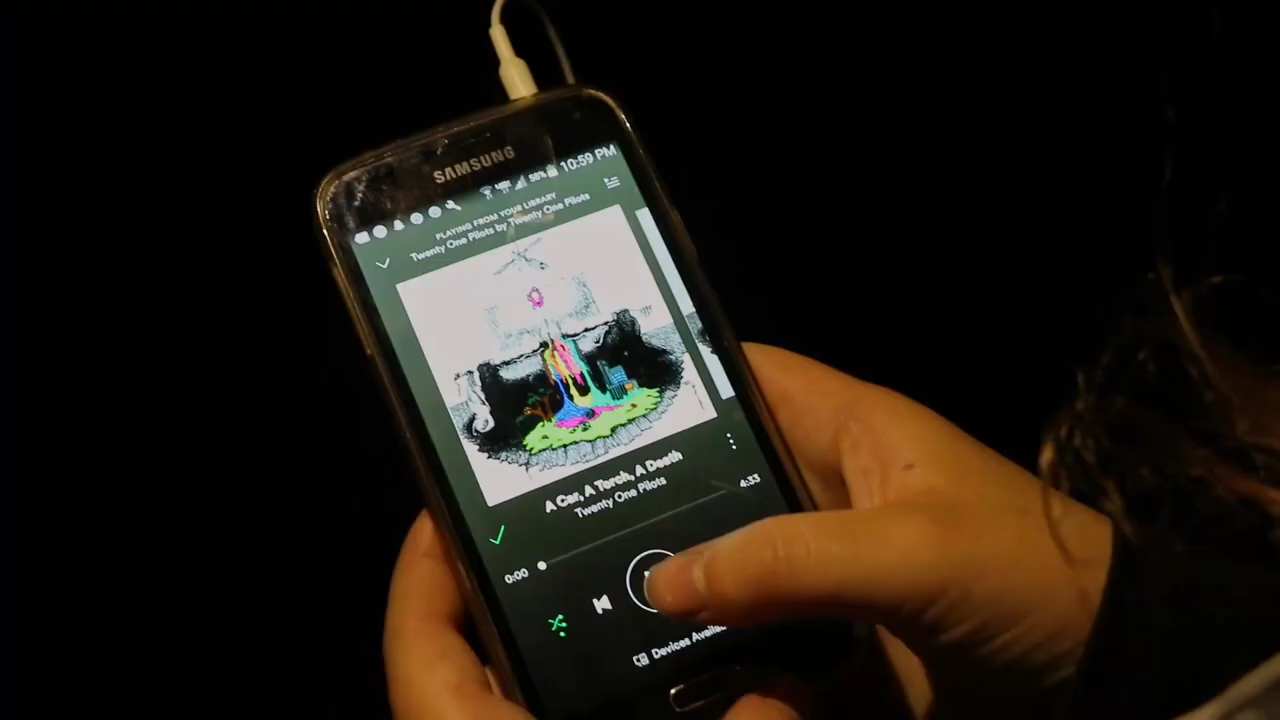 SAMSUNG
58% 10:59 PM
PLAYING FROM YOUR LIBRARY
Twenty One Pilots by Twenty One Pilots
A Car, A Torch, A Death
Twenty One Pilots
4:33
0:00
Devices